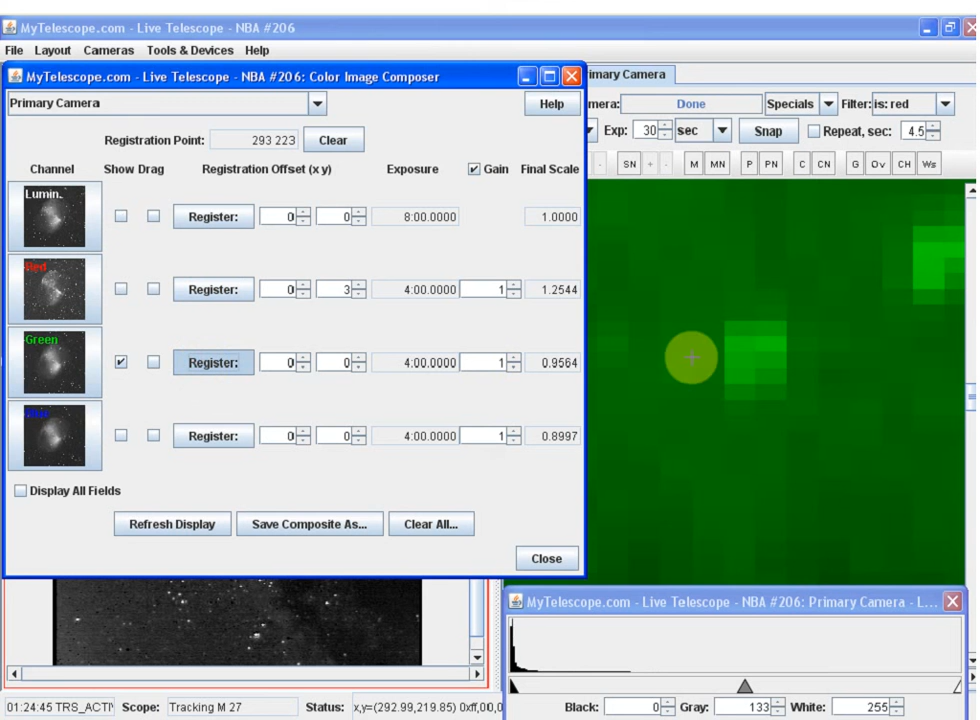 MyTelescope.com - Live Telescope - NBA #206
File Layout Cameras Tools & Devices Help
MyTelescope.com - Live Telescope - NBA #206: Color Image Composer
Primary Camera
Help
Registration Point: 293 223 Clear
Channel Show Drag Registration Offset (x y) Exposure Gain Final Scale
Lumin.
Register: 0 0 8:00.0000 1.0000
Red
Register: 0 3 4:00.0000 1 1.2544
Green
Register: 0 0 4:00.0000 1 0.9564
Blue
Register: 0 0 4:00.0000 1 0.8997
Display All Fields
Refresh Display Save Composite As... Clear All...
Close
imary Camera
mera: Done Specials Filter: is: red
Exp: 30 sec Snap Repeat, sec: 4.5
- SN + - M MN P PN C CN G Ov CH Ws
MyTelescope.com - Live Telescope - NBA #206: Primary Camera - L...
Black: 0 Gray: 133 White: 255
01:24:45 TRS_ACTI Scope: Tracking M 27 Status: x,y=(292.99,219.85) 0xff,00,0